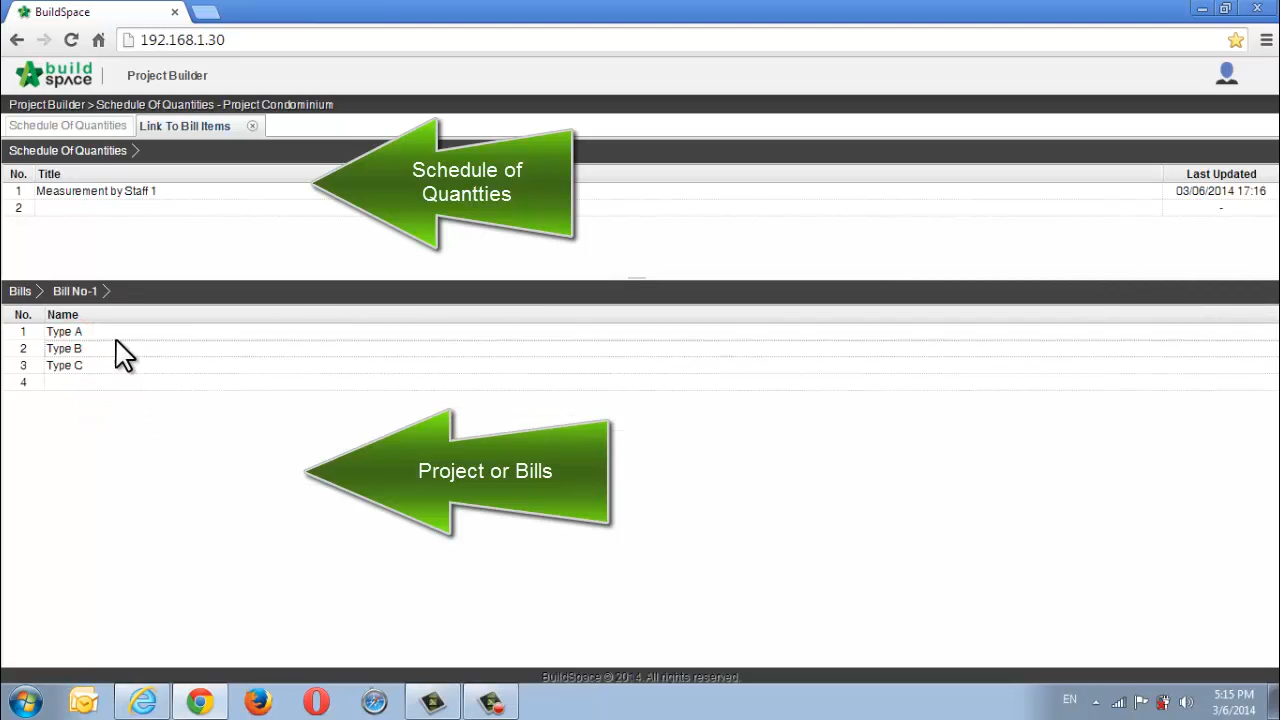 BuildSpace
192.168.1.30
build
space
Project Builder
Project Builder > Schedule Of Quantities - Project Condominium
Schedule Of Quantities
Link To Bill Items
Schedule Of Quantities
No. Title Last Updated
1 Measurement by Staff 1 03/06/2014 17:16
2 -
Schedule of
Quantties
Bills Bill No-1
No. Name
1 Type A
2 Type B
3 Type C
4
Project or Bills
BuildSpace © 2014. All rights reserved.
EN
5:15 PM
3/6/2014